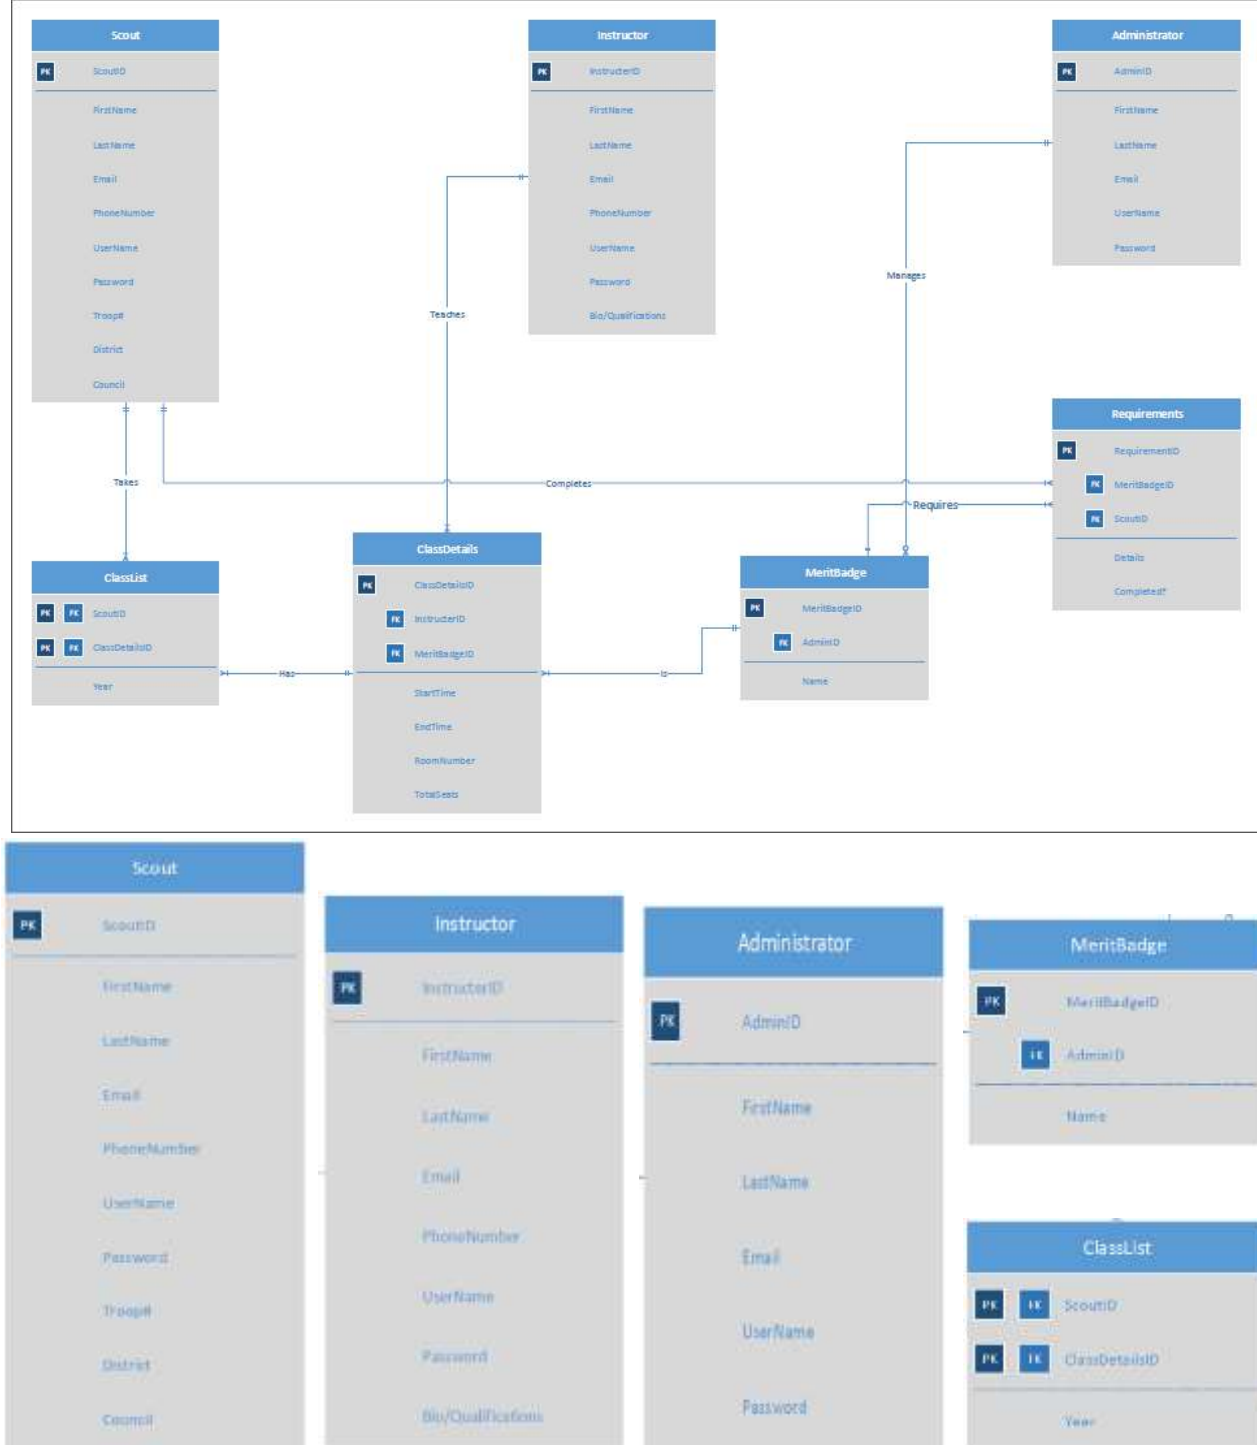 Scout
PK ScoutID
FirstName
LastName
Email
PhoneNumber
UserName
Password
Troop#
District
Council
Instructor
PK InstructerID
FirstName
LastName
Email
PhoneNumber
UserName
Password
Bio/Qualifications
Administrator
PK AdminID
FirstName
LastName
Email
UserName
Password
Manages
Teaches
Takes
Completes
Requires
Requirements
PK RequirementID
FK MeritBadgeID
FK ScoutID
Details
Completed?
ClassList
PK FK ScoutID
PK FK ClassDetailsID
Year
Has
ClassDetails
PK ClassDetailsID
FK InstructerID
FK MeritBadgeID
StartTime
EndTime
RoomNumber
TotalSeats
Is
MeritBadge
PK MeritBadgeID
FK AdminID
Name
Scout
PK ScoutID
FirstName
LastName
Email
PhoneNumber
UserName
Password
Troop#
District
Council
Instructor
PK InstructerID
FirstName
LastName
Email
PhoneNumber
UserName
Password
Bio/Qualifications
Administrator
PK AdminID
FirstName
LastName
Email
UserName
Password
MeritBadge
PK MeritBadgeID
FK AdminID
Name
ClassList
PK FK ScoutID
PK FK ClassDetailsID
Year